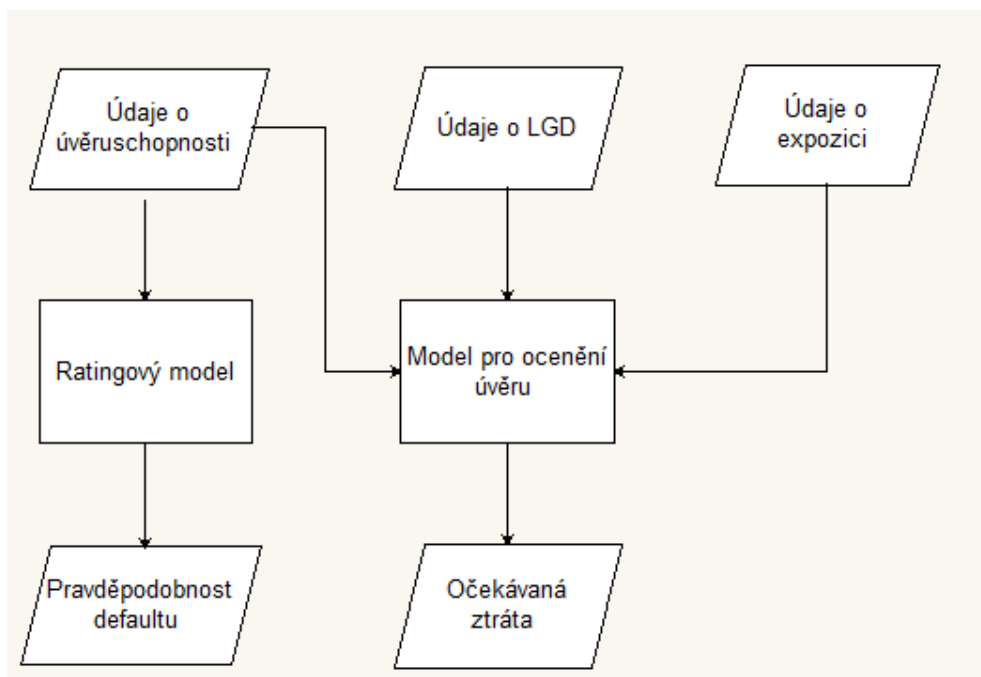 Údaje o
úvěruschopnosti
Údaje o LGD
Údaje o
expozici
Ratingový model
Model pro ocenění
úvěru
Pravděpodobnost
defaultu
Očekávaná
ztráta